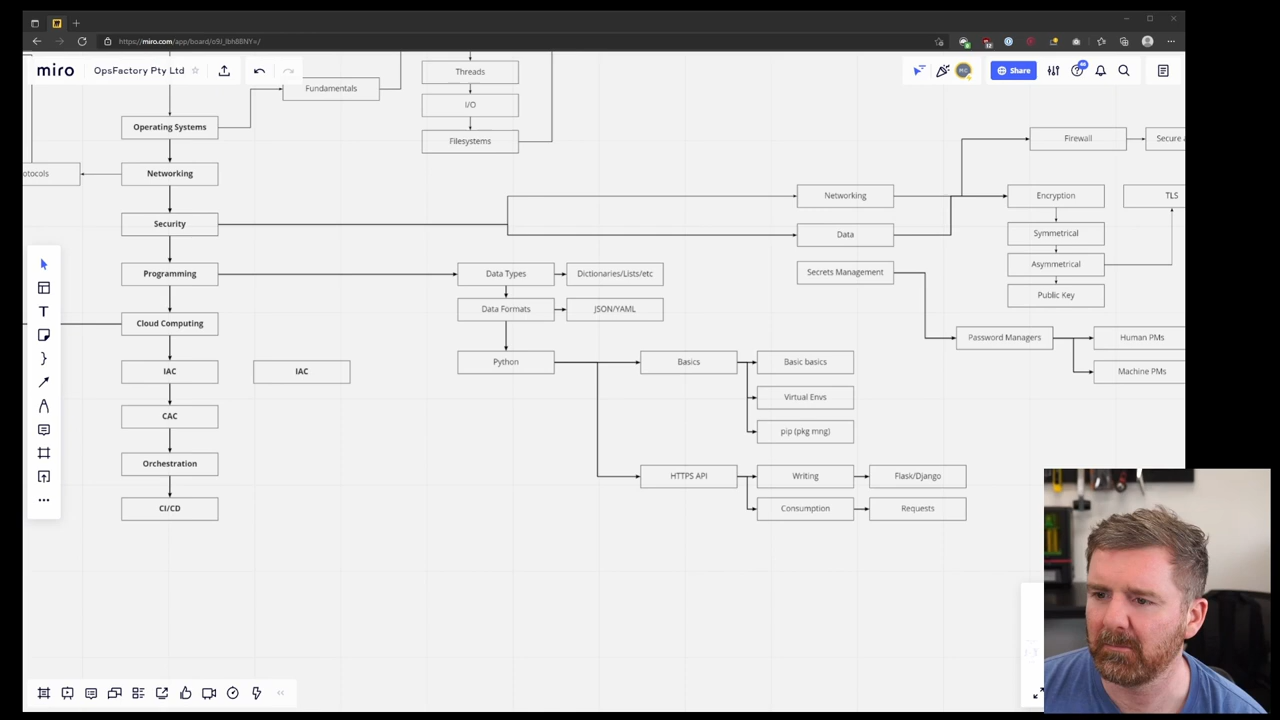 https://miro.com/app/board/o9J_lbh8BNY=/
miro
OpsFactory Pty Ltd
Share
Threads
Fundamentals
I/O
Operating Systems
Filesystems
Firewall
Secure
otocols
Networking
Networking
Encryption
TLS
Security
Data
Symmetrical
Programming
Data Types
Dictionaries/Lists/etc
Secrets Management
Asymmetrical
Public Key
Data Formats
JSON/YAML
Cloud Computing
Password Managers
Human PMs
Python
Basics
Basic basics
IAC
IAC
Machine PMs
Virtual Envs
CAC
pip (pkg mng)
Orchestration
HTTPS API
Writing
Flask/Django
CI/CD
Consumption
Requests